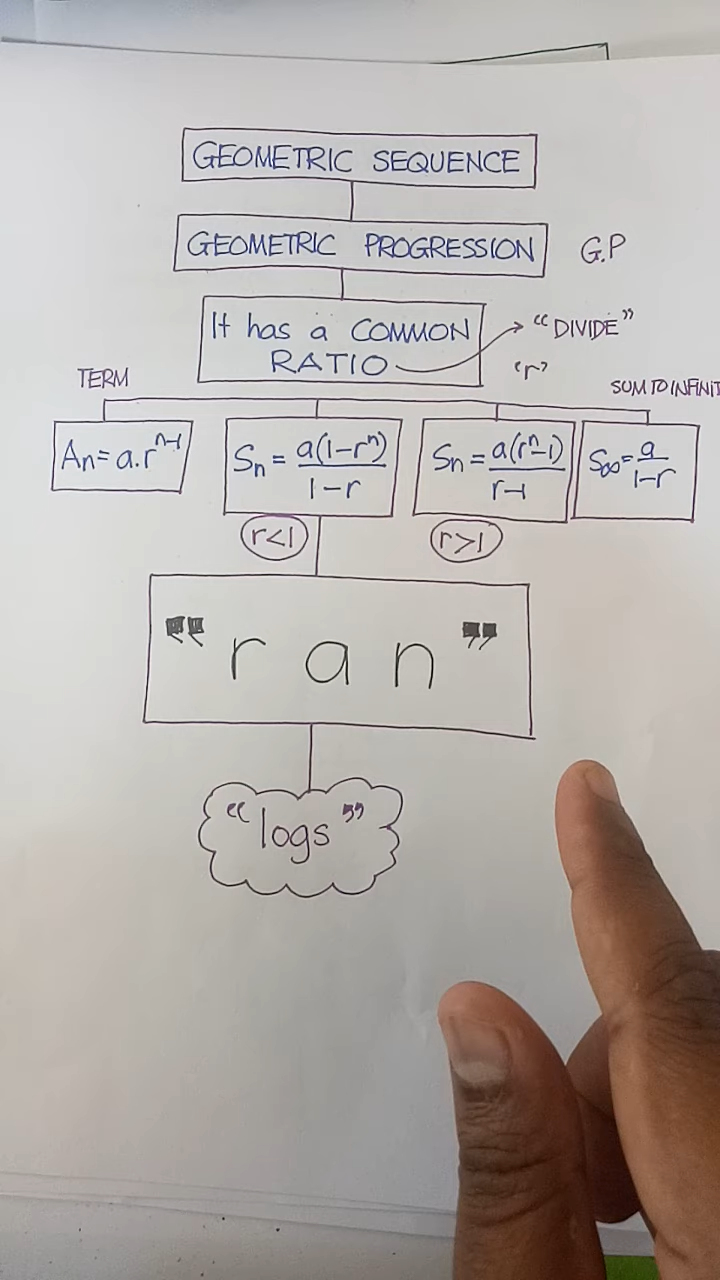 GEOMETRIC SEQUENCE
GEOMETRIC PROGRESSION G.P
It has a COMMON
RATIO
"DIVIDE"
"r"
TERM
SUM TO INFINIT
An = a.r^n-1
Sn = a(1-r^n) / 1-r
Sn = a(r^n-1) / r-1
S∞ = a / 1-r
r<1
r>1
"ran"
"logs"